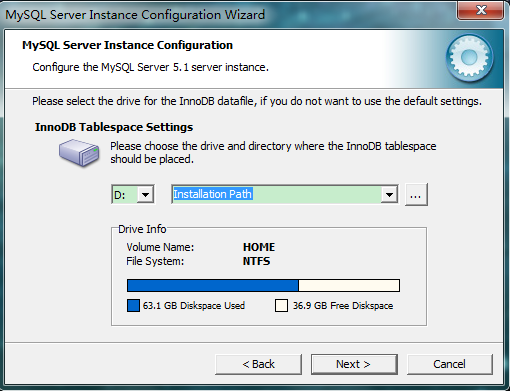 MySQL Server Instance Configuration Wizard
MySQL Server Instance Configuration
Configure the MySQL Server 5.1 server instance.
Please select the drive for the InnoDB datafile, if you do not want to use the default settings.
InnoDB Tablespace Settings
Please choose the drive and directory where the InnoDB tablespace
should be placed.
D: Installation Path ...
Drive Info
Volume Name: HOME
File System: NTFS
63.1 GB Diskspace Used 36.9 GB Free Diskspace
< Back Next > Cancel